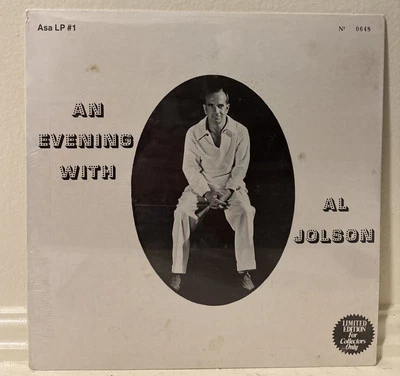 Asa LP #1
Nº 0648
AN
EVENING
WITH
AL
JOLSON
LIMITED
EDITION
For
Collectors
Only